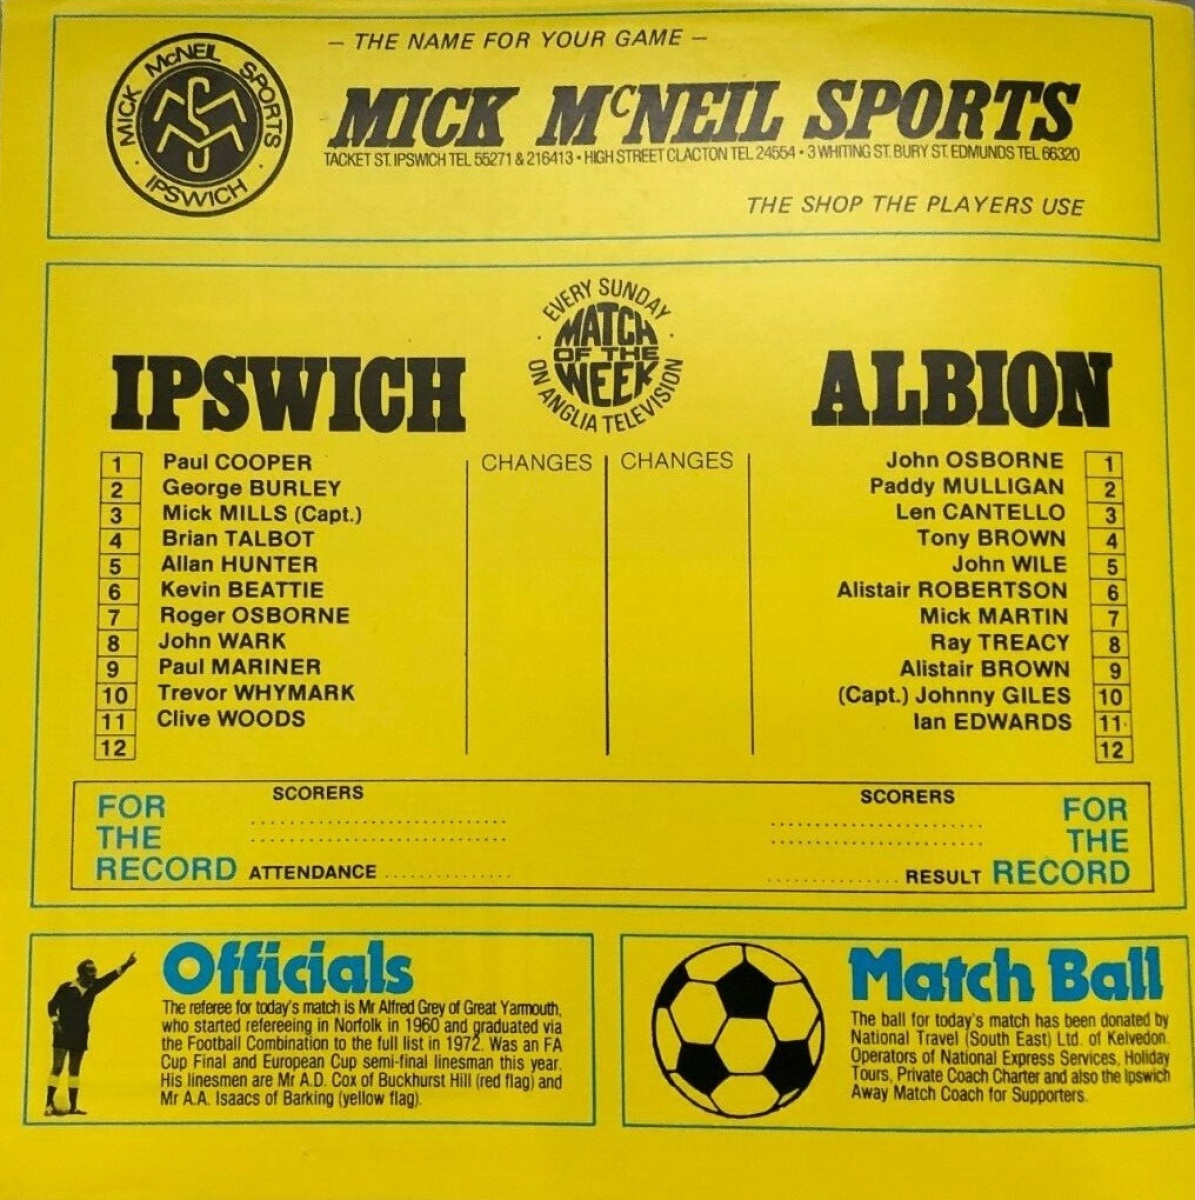 MICK McNEIL SPORTS
· IPSWICH ·
MSMU
— THE NAME FOR YOUR GAME —
MICK McNEIL SPORTS
TACKET ST. IPSWICH TEL 55271 & 216413 • HIGH STREET CLACTON TEL 24554 • 3 WHITING ST. BURY ST. EDMUNDS TEL 66320
THE SHOP THE PLAYERS USE
· EVERY SUNDAY ·
MATCH
OF THE
WEEK
ON ANGLIA TELEVISION
IPSWICH
ALBION
CHANGES
CHANGES
1 Paul COOPER
2 George BURLEY
3 Mick MILLS (Capt.)
4 Brian TALBOT
5 Allan HUNTER
6 Kevin BEATTIE
7 Roger OSBORNE
8 John WARK
9 Paul MARINER
10 Trevor WHYMARK
11 Clive WOODS
12
John OSBORNE 1
Paddy MULLIGAN 2
Len CANTELLO 3
Tony BROWN 4
John WILE 5
Alistair ROBERTSON 6
Mick MARTIN 7
Ray TREACY 8
Alistair BROWN 9
(Capt.) Johnny GILES 10
Ian EDWARDS 11
12
FOR
THE
RECORD
SCORERS
ATTENDANCE
SCORERS
RESULT
FOR
THE
RECORD
Officials
The referee for today's match is Mr Alfred Grey of Great Yarmouth,
who started refereeing in Norfolk in 1960 and graduated via
the Football Combination to the full list in 1972. Was an FA
Cup Final and European Cup semi-final linesman this year.
His linesmen are Mr A.D. Cox of Buckhurst Hill (red flag) and
Mr A.A. Isaacs of Barking (yellow flag).
Match Ball
The ball for today's match has been donated by
National Travel (South East) Ltd. of Kelvedon.
Operators of National Express Services, Holiday
Tours, Private Coach Charter and also the Ipswich
Away Match Coach for Supporters.